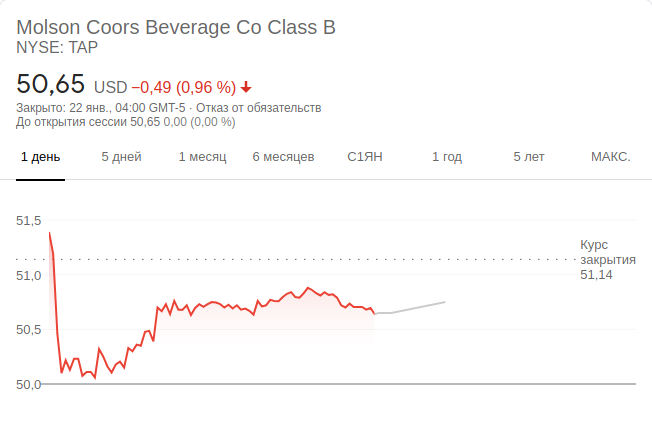 Molson Coors Beverage Co Class B
NYSE: TAP
50,65 USD −0,49 (0,96 %)
Закрыто: 22 янв., 04:00 GMT-5 · Отказ от обязательств
До открытия сессии 50,65 0,00 (0,00 %)
1 день 5 дней 1 месяц 6 месяцев С1ЯН 1 год 5 лет МАКС.
51,5
Курс
закрытия
51,14
51,0
50,5
50,0